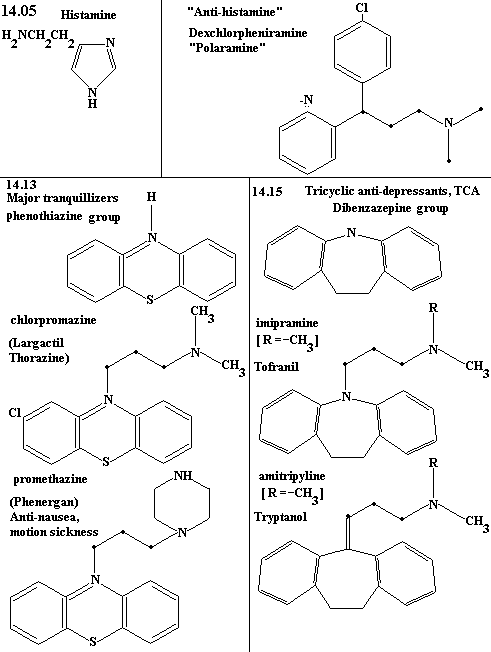 14.05 Histamine
H2NCH2CH2
N
N
H
"Anti-histamine"
Dexchlorpheniramine
"Polaramine"
Cl
-N
N
14.13
Major tranquillizers
phenothiazine group
H
N
S
chlorpromazine
(Largactil
Thorazine)
CH3
N
CH3
Cl
N
S
promethazine
(Phenergan)
Anti-nausea,
motion sickness
NH
N
N
S
14.15 Tricyclic anti-depressants, TCA
Dibenzazepine group
N
imipramine
[ R =-CH3]
Tofranil
R
N
CH3
N
amitripyline
[ R =-CH3]
Tryptanol
R
N
CH3